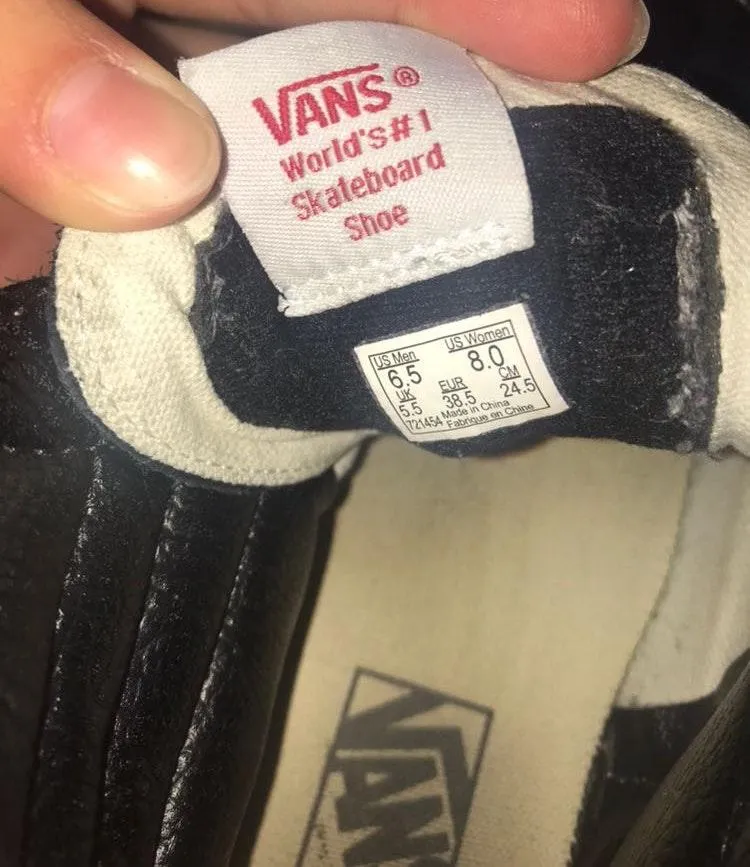 VANS®
World's #1
Skateboard
Shoe
US Men US Women
6.5 8.0
UK EUR CM
5.5 38.5 24.5
721454 Made in China
Fabrique en Chine
VANS